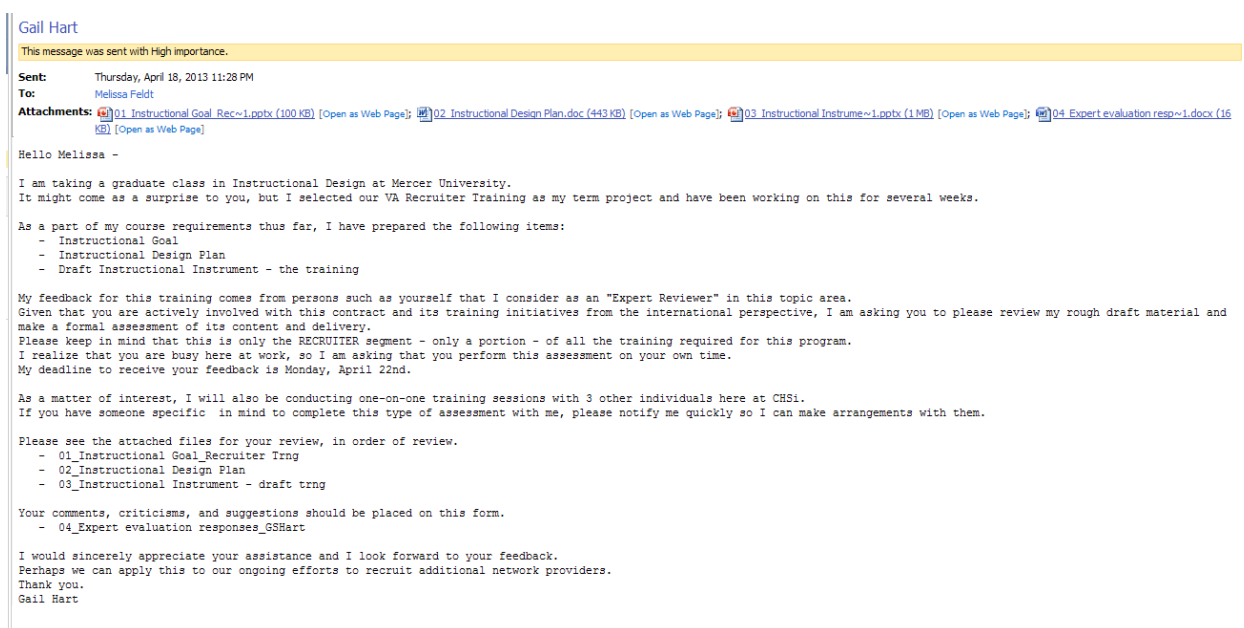 Gail Hart
This message was sent with High importance.
Sent: Thursday, April 18, 2013 11:28 PM
To: Melissa Feldt
Attachments: 01_Instructional Goal_Rec~1.pptx (100 KB) [Open as Web Page]; 02_Instructional Design Plan.doc (443 KB) [Open as Web Page]; 03_Instructional Instrume~1.pptx (1 MB) [Open as Web Page]; 04_Expert evaluation resp~1.docx (16
KB) [Open as Web Page]
Hello Melissa -
I am taking a graduate class in Instructional Design at Mercer University.
It might come as a surprise to you, but I selected our VA Recruiter Training as my term project and have been working on this for several weeks.
As a part of my course requirements thus far, I have prepared the following items:
- Instructional Goal
- Instructional Design Plan
- Draft Instructional Instrument - the training
My feedback for this training comes from persons such as yourself that I consider as an "Expert Reviewer" in this topic area.
Given that you are actively involved with this contract and its training initiatives from the international perspective, I am asking you to please review my rough draft material and
make a formal assessment of its content and delivery.
Please keep in mind that this is only the RECRUITER segment - only a portion - of all the training required for this program.
I realize that you are busy here at work, so I am asking that you perform this assessment on your own time.
My deadline to receive your feedback is Monday, April 22nd.
As a matter of interest, I will also be conducting one-on-one training sessions with 3 other individuals here at CHSi.
If you have someone specific  in mind to complete this type of assessment with me, please notify me quickly so I can make arrangements with them.
Please see the attached files for your review, in order of review.
- 01_Instructional Goal_Recruiter Trng
- 02_Instructional Design Plan
- 03_Instructional Instrument - draft trng
Your comments, criticisms, and suggestions should be placed on this form.
- 04_Expert evaluation responses_GSHart
I would sincerely appreciate your assistance and I look forward to your feedback.
Perhaps we can apply this to our ongoing efforts to recruit additional network providers.
Thank you.
Gail Hart